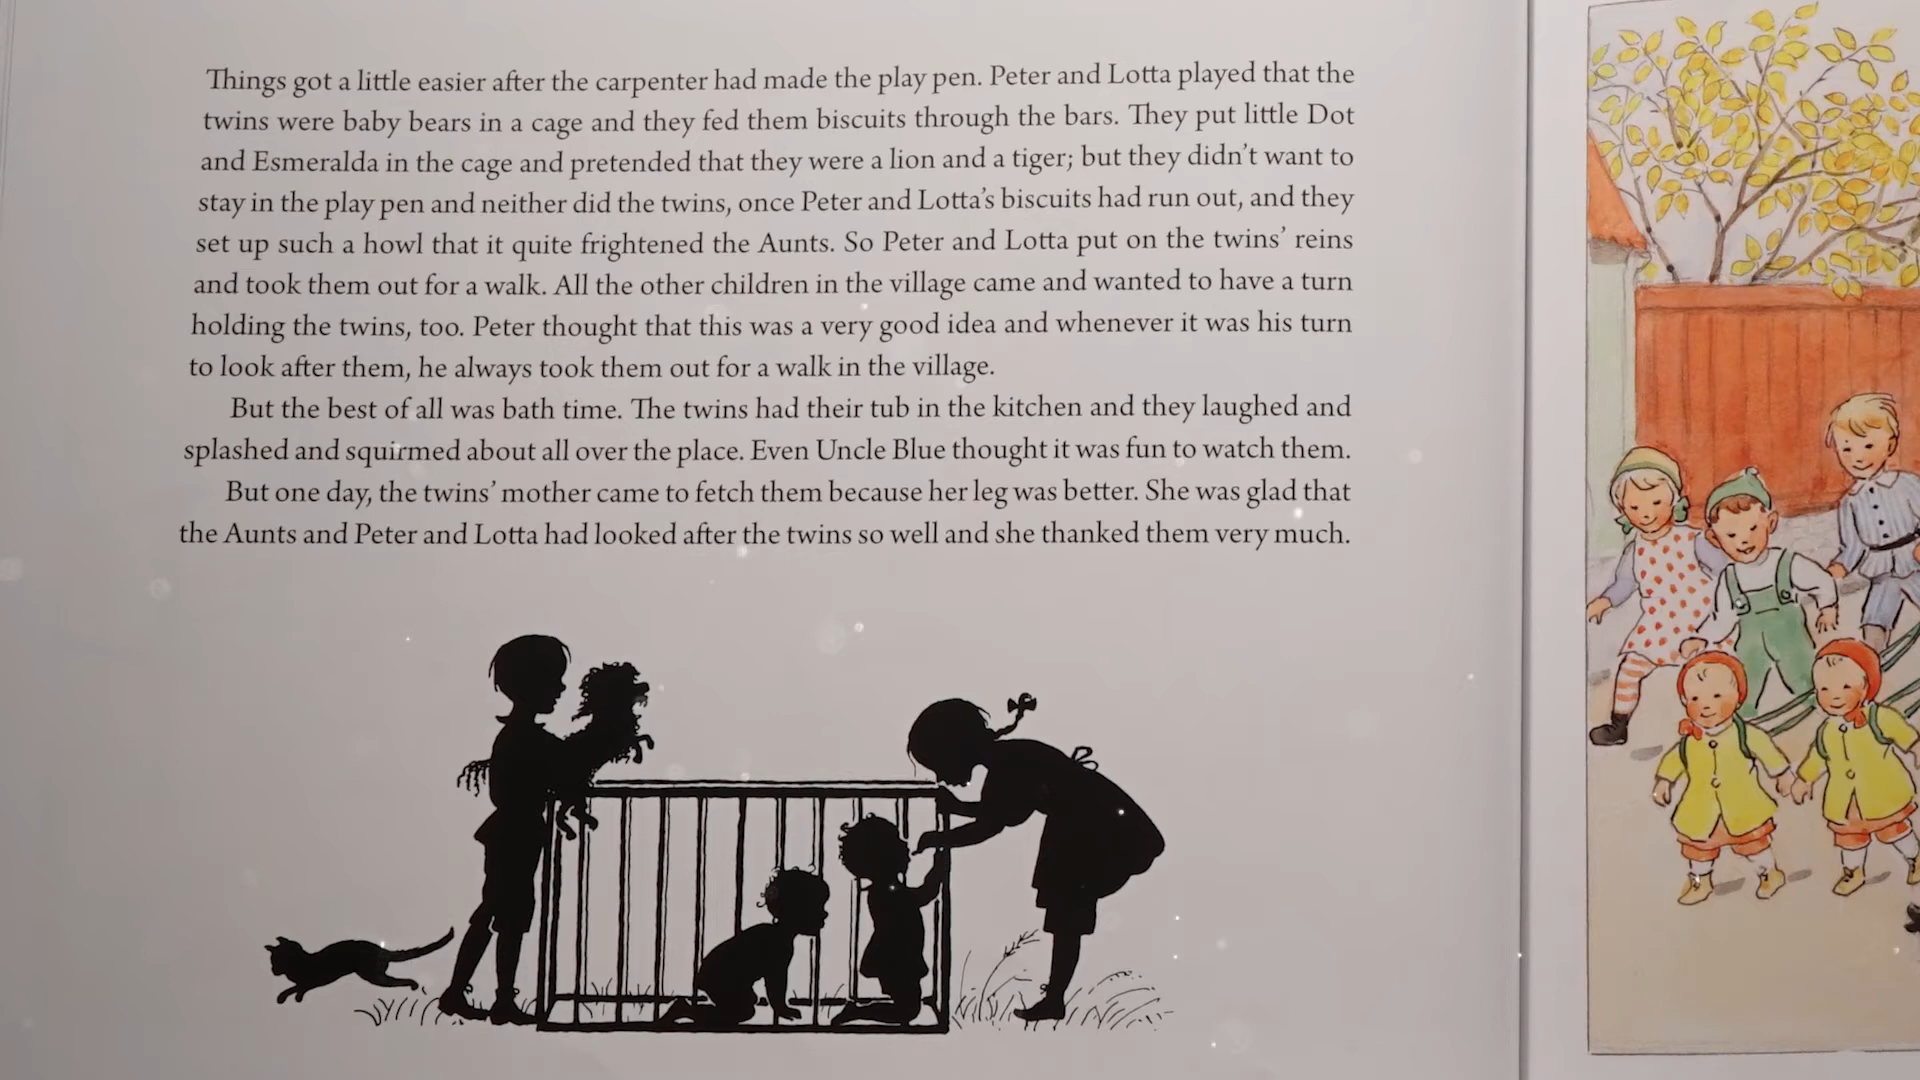 Things got a little easier after the carpenter had made the play pen. Peter and Lotta played that the
twins were baby bears in a cage and they fed them biscuits through the bars. They put little Dot
and Esmeralda in the cage and pretended that they were a lion and a tiger; but they didn’t want to
stay in the play pen and neither did the twins, once Peter and Lotta’s biscuits had run out, and they
set up such a howl that it quite frightened the Aunts. So Peter and Lotta put on the twins’ reins
and took them out for a walk. All the other children in the village came and wanted to have a turn
holding the twins, too. Peter thought that this was a very good idea and whenever it was his turn
to look after them, he always took them out for a walk in the village.
But the best of all was bath time. The twins had their tub in the kitchen and they laughed and
splashed and squirmed about all over the place. Even Uncle Blue thought it was fun to watch them.
But one day, the twins’ mother came to fetch them because her leg was better. She was glad that
the Aunts and Peter and Lotta had looked after the twins so well and she thanked them very much.